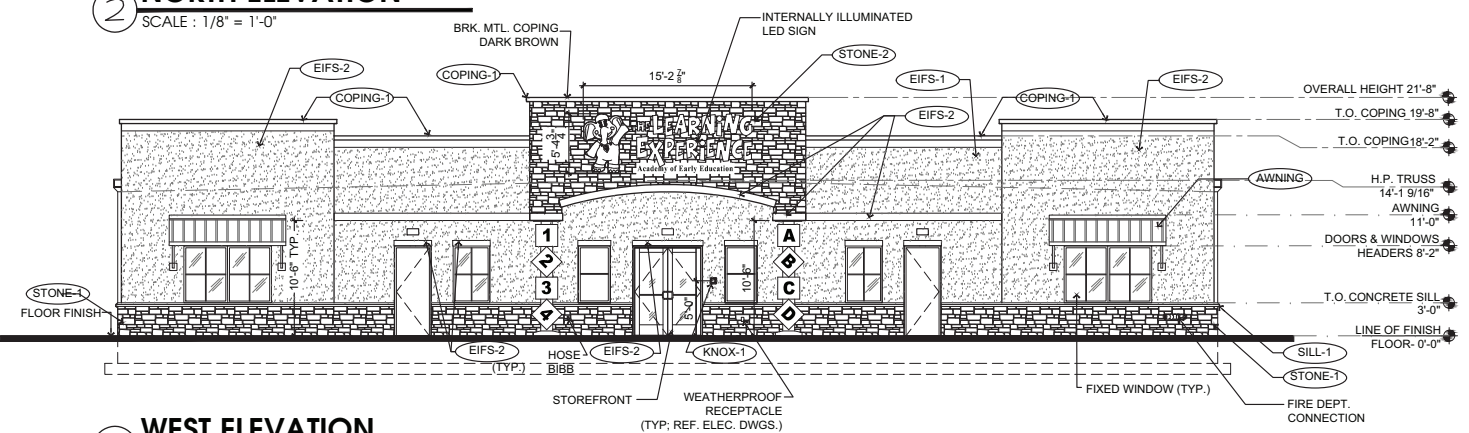 2
NORTH ELEVATION
SCALE : 1/8" = 1'-0"
BRK. MTL. COPING
DARK BROWN
INTERNALLY ILLUMINATED
LED SIGN
EIFS-2
COPING-1
COPING-1
15'-2 7/8"
STONE-2
EIFS-1
COPING-1
EIFS-2
EIFS-2
5'-4 3/4"
THE LEARNING
EXPERIENCE
Academy of Early Education
OVERALL HEIGHT 21'-8"
T.O. COPING 19'-8"
T.O. COPING 18'-2"
AWNING
H.P. TRUSS
14'-1 9/16"
AWNING
11'-0"
DOORS & WINDOWS
HEADERS 8'-2"
T.O. CONCRETE SILL
3'-0"
LINE OF FINISH
FLOOR- 0'-0"
10'-6" TYP
1
2
3
4
A
B
C
D
10'-6"
5'-0"
STONE-1
FLOOR FINISH
EIFS-2
(TYP.)
HOSE
BIBB
EIFS-2
KNOX-1
STOREFRONT
WEATHERPROOF
RECEPTACLE
(TYP; REF. ELEC. DWGS.)
FIXED WINDOW (TYP.)
SILL-1
STONE-1
FIRE DEPT.
CONNECTION
WEST ELEVATION